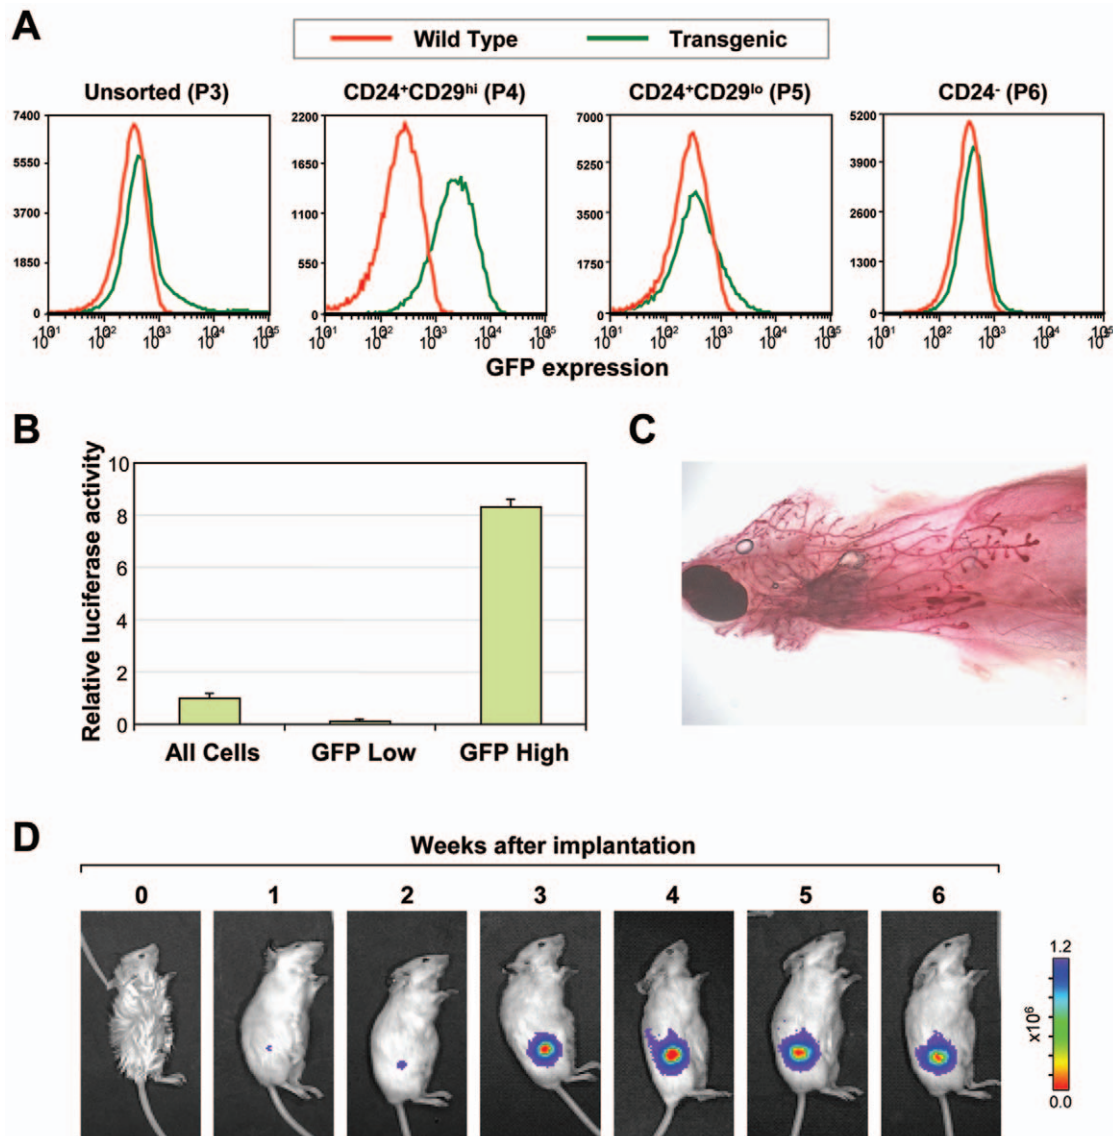 A
Wild Type Transgenic
Unsorted (P3) CD24+CD29hi (P4) CD24+CD29lo (P5) CD24- (P6)
7400 2200 7000 5200
5550 1650 5250 3900
3700 1100 3500 2600
1850 550 1750 1300
0 0 0 0
10¹ 10² 10³ 10⁴ 10⁵ 10¹ 10² 10³ 10⁴ 10⁵ 10¹ 10² 10³ 10⁴ 10⁵ 10¹ 10² 10³ 10⁴ 10⁵
GFP expression
B
Relative luciferase activity
10
8
6
4
2
0
All Cells GFP Low GFP High
C
D
Weeks after implantation
0 1 2 3 4 5 6
1.2
x10⁶
0.0